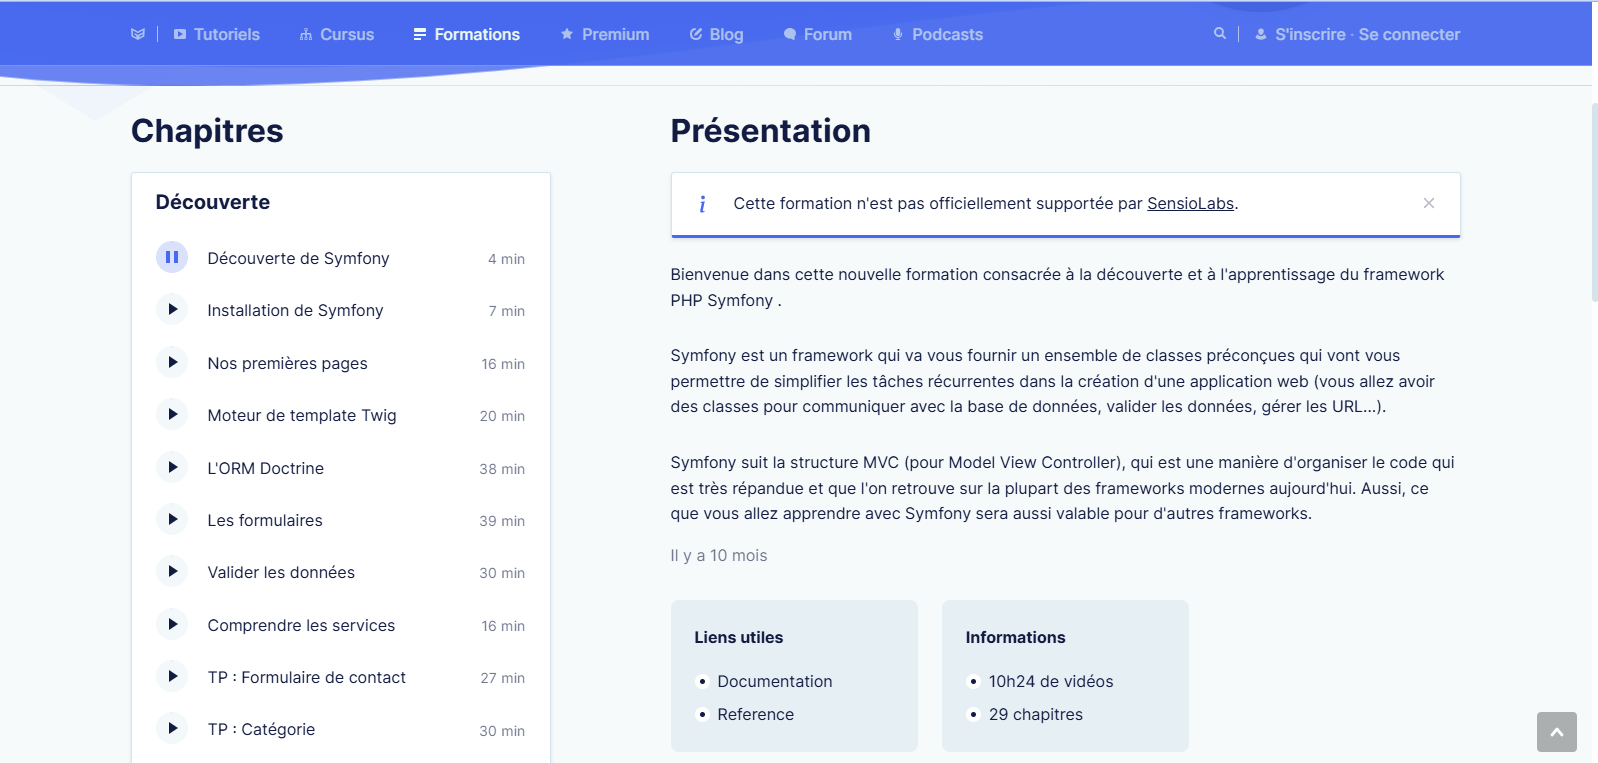 Tutoriels Cursus Formations Premium Blog Forum Podcasts S'inscrire · Se connecter
Chapitres
Découverte
Découverte de Symfony 4 min
Installation de Symfony 7 min
Nos premières pages 16 min
Moteur de template Twig 20 min
L'ORM Doctrine 38 min
Les formulaires 39 min
Valider les données 30 min
Comprendre les services 16 min
TP : Formulaire de contact 27 min
TP : Catégorie 30 min
Présentation
i Cette formation n'est pas officiellement supportée par SensioLabs. ×
Bienvenue dans cette nouvelle formation consacrée à la découverte et à l'apprentissage du framework
PHP Symfony .
Symfony est un framework qui va vous fournir un ensemble de classes préconçues qui vont vous
permettre de simplifier les tâches récurrentes dans la création d'une application web (vous allez avoir
des classes pour communiquer avec la base de données, valider les données, gérer les URL...).
Symfony suit la structure MVC (pour Model View Controller), qui est une manière d'organiser le code qui
est très répandue et que l'on retrouve sur la plupart des frameworks modernes aujourd'hui. Aussi, ce
que vous allez apprendre avec Symfony sera aussi valable pour d'autres frameworks.
Il y a 10 mois
Liens utiles
Documentation
Reference
Informations
10h24 de vidéos
29 chapitres